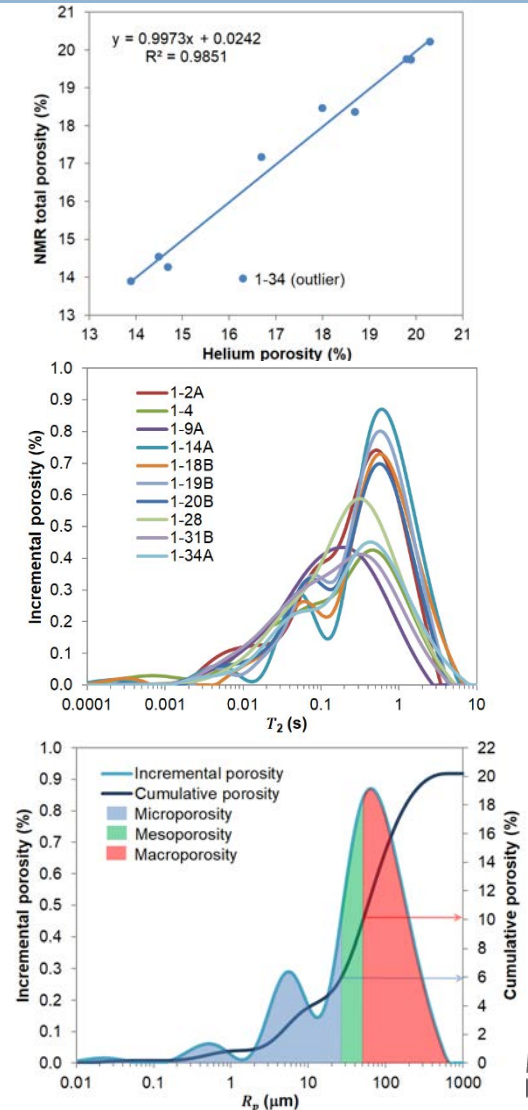 21
20
19
18
17
16
15
14
13
NMR total porosity (%)
y = 0.9973x + 0.0242
R² = 0.9851
1-34 (outlier)
13 14 15 16 17 18 19 20 21
Helium porosity (%)
1.0
0.9
0.8
0.7
0.6
0.5
0.4
0.3
0.2
0.1
0.0
Incremental porosity (%)
1-2A
1-4
1-9A
1-14A
1-18B
1-19B
1-20B
1-28
1-31B
1-34A
0.0001 0.001 0.01 0.1 1 10
T₂ (s)
1.0
0.9
0.8
0.7
0.6
0.5
0.4
0.3
0.2
0.1
0.0
Incremental porosity (%)
Incremental porosity
Cumulative porosity
Microporosity
Mesoporosity
Macroporosity
22
20
18
16
14
12
10
8
6
4
2
0
Cumulative porosity (%)
0.01 0.1 1 10 100 1000
Rₚ (μm)